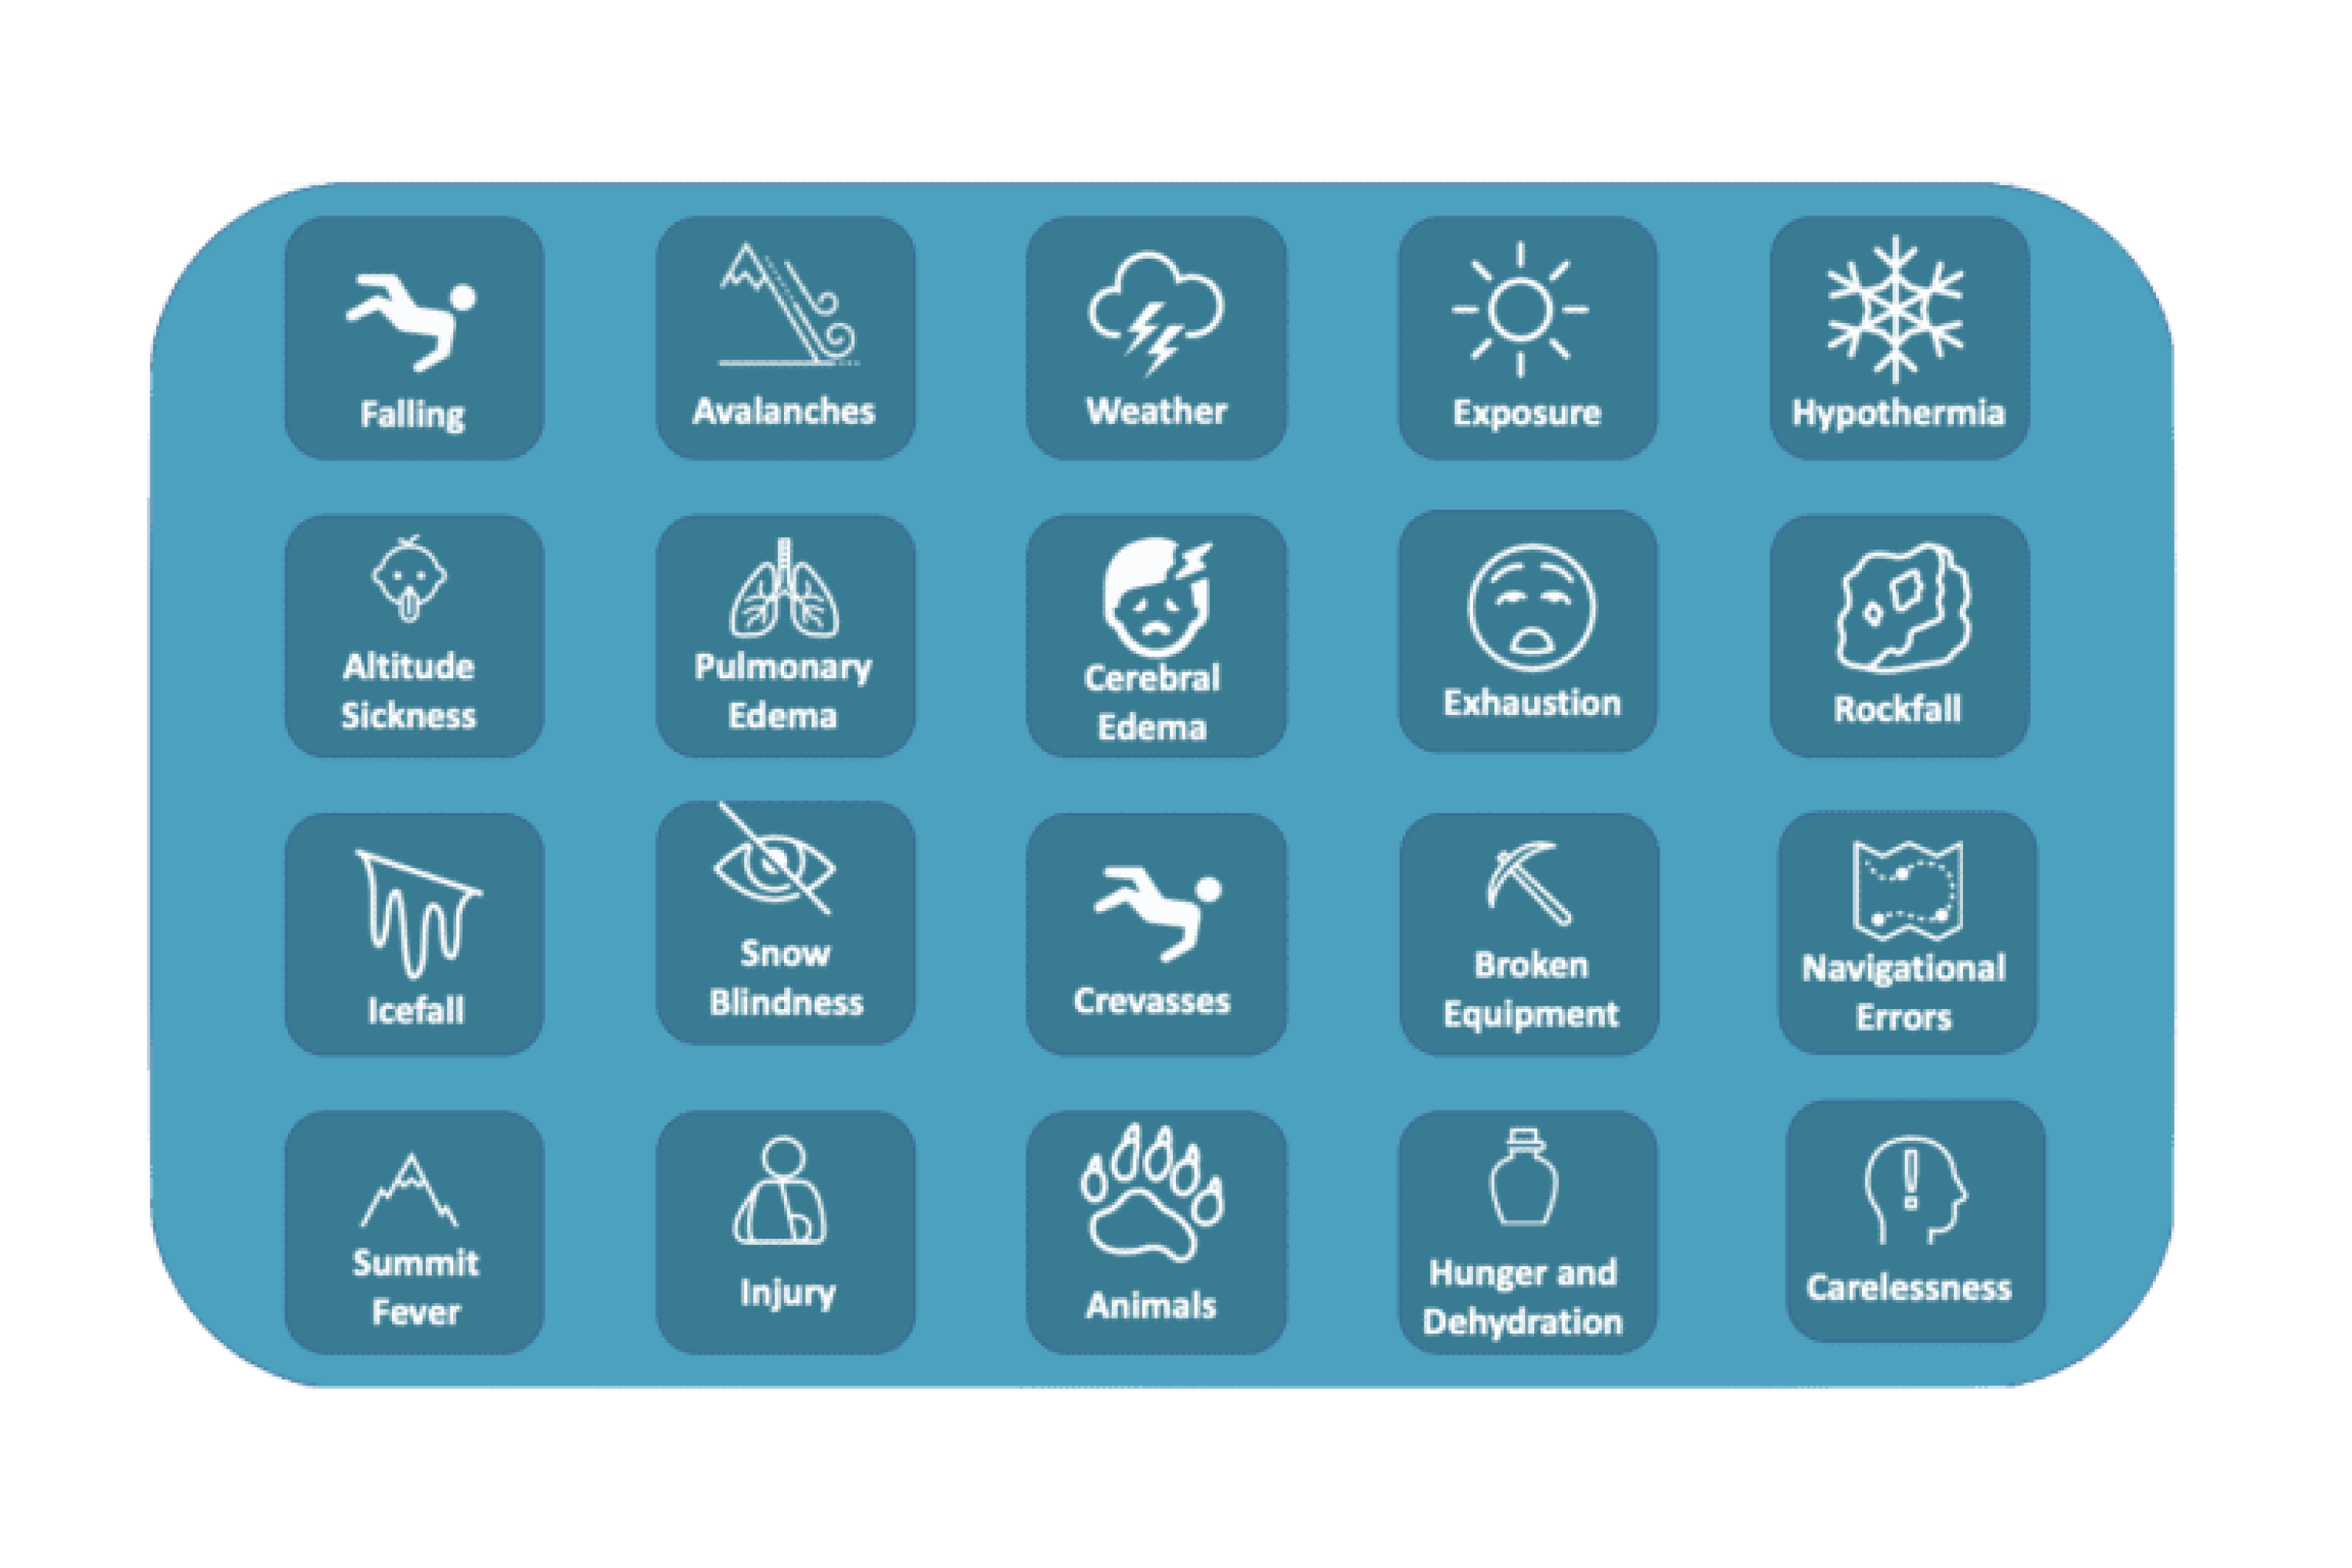 Falling
Avalanches
Weather
Exposure
Hypothermia
Altitude
Sickness
Pulmonary
Edema
Cerebral
Edema
Exhaustion
Rockfall
Icefall
Snow
Blindness
Crevasses
Broken
Equipment
Navigational
Errors
Summit
Fever
Injury
Animals
Hunger and
Dehydration
Carelessness